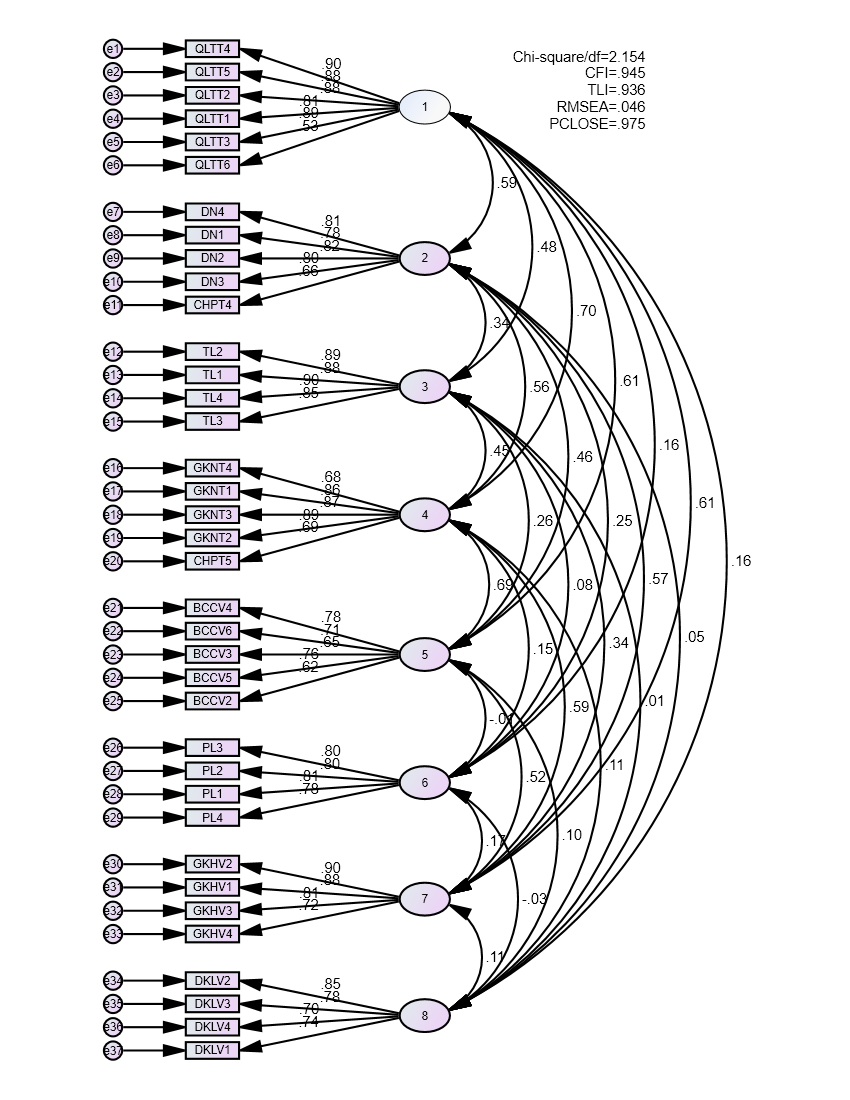 Chi-square/df=2.154
CFI=.945
TLI=.936
RMSEA=.046
PCLOSE=.975
e1 QLTT4 .90
e2 QLTT5 .88
e3 QLTT2 .88
e4 QLTT1 .81
e5 QLTT3 .89
e6 QLTT6 .53
1
e7 DN4 .81
e8 DN1 .78
e9 DN2 .82
e10 DN3 .80
e11 CHPT4 .66
2
e12 TL2 .89
e13 TL1 .88
e14 TL4 .90
e15 TL3 .85
3
e16 GKNT4 .68
e17 GKNT1 .86
e18 GKNT3 .87
e19 GKNT2 .89
e20 CHPT5 .69
4
e21 BCCV4 .78
e22 BCCV6 .71
e23 BCCV3 .65
e24 BCCV5 .76
e25 BCCV2 .62
5
e26 PL3 .80
e27 PL2 .80
e28 PL1 .81
e29 PL4 .78
6
e30 GKHV2 .90
e31 GKHV1 .88
e32 GKHV3 .81
e33 GKHV4 .72
7
e34 DKLV2 .85
e35 DKLV3 .78
e36 DKLV4 .70
e37 DKLV1 .74
8
.59
.48
.70
.61
.16
.61
.16
.34
.56
.46
.25
.57
.05
.45
.26
.08
.34
.01
.69
.15
.59
.11
.52
.10
.17
-.03
.11